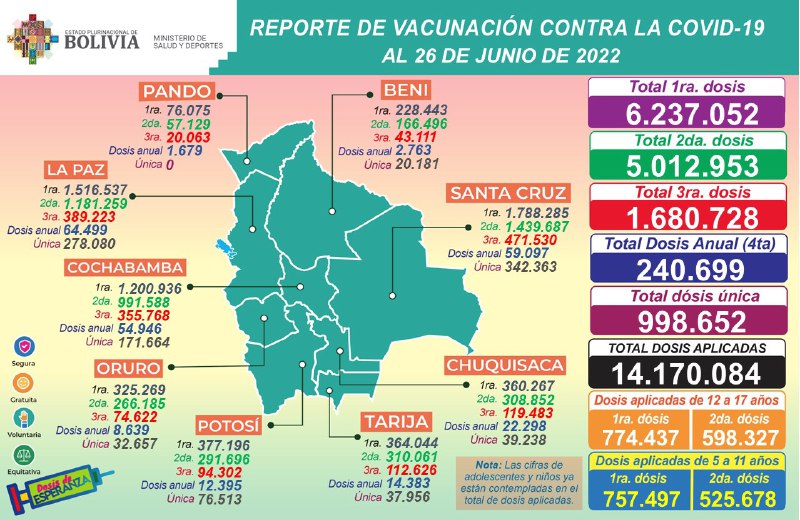 ESTADO PLURINACIONAL DE
BOLIVIA
MINISTERIO
DE SALUD Y DEPORTES
REPORTE DE VACUNACIÓN CONTRA LA COVID-19
AL 26 DE JUNIO DE 2022
PANDO
1ra. 76.075
2da. 57.129
3ra. 20.063
Dosis anual 1.679
Única 0
BENI
1ra. 228.443
2da. 166.496
3ra. 43.111
Dosis anual 2.763
Única 20.181
LA PAZ
1ra. 1.516.537
2da. 1.181.259
3ra. 389.223
Dosis anual 64.499
Única 278.080
SANTA CRUZ
1ra. 1.788.285
2da. 1.439.687
3ra. 471.530
Dosis anual 59.097
Única 342.363
COCHABAMBA
1ra. 1.200.936
2da. 991.588
3ra. 355.768
Dosis anual 54.946
Única 171.664
ORURO
1ra. 325.269
2da. 266.185
3ra. 74.622
Dosis anual 8.639
Única 32.657
POTOSÍ
1ra. 377.196
2da. 291.696
3ra. 94.302
Dosis anual 12.395
Única 76.513
TARIJA
1ra. 364.044
2da. 310.061
3ra. 112.626
Dosis anual 14.383
Única 37.956
CHUQUISACA
1ra. 360.267
2da. 308.852
3ra. 119.483
Dosis anual 22.298
Única 39.238
Segura
Gratuita
Voluntaria
Equitativa
Dosis de
ESPERANZA
Nota: Las cifras de
adolescentes y niños ya
están contempladas en el
total de dosis aplicadas.
Total 1ra. dosis
6.237.052
Total 2da. dosis
5.012.953
Total 3ra. dosis
1.680.728
Total Dosis Anual (4ta)
240.699
Total dósis única
998.652
TOTAL DOSIS APLICADAS
14.170.084
Dosis aplicadas de 12 a 17 años
1ra. dósis 2da. dósis
774.437 598.327
Dosis aplicadas de 5 a 11 años
1ra. dósis 2da. dósis
757.497 525.678